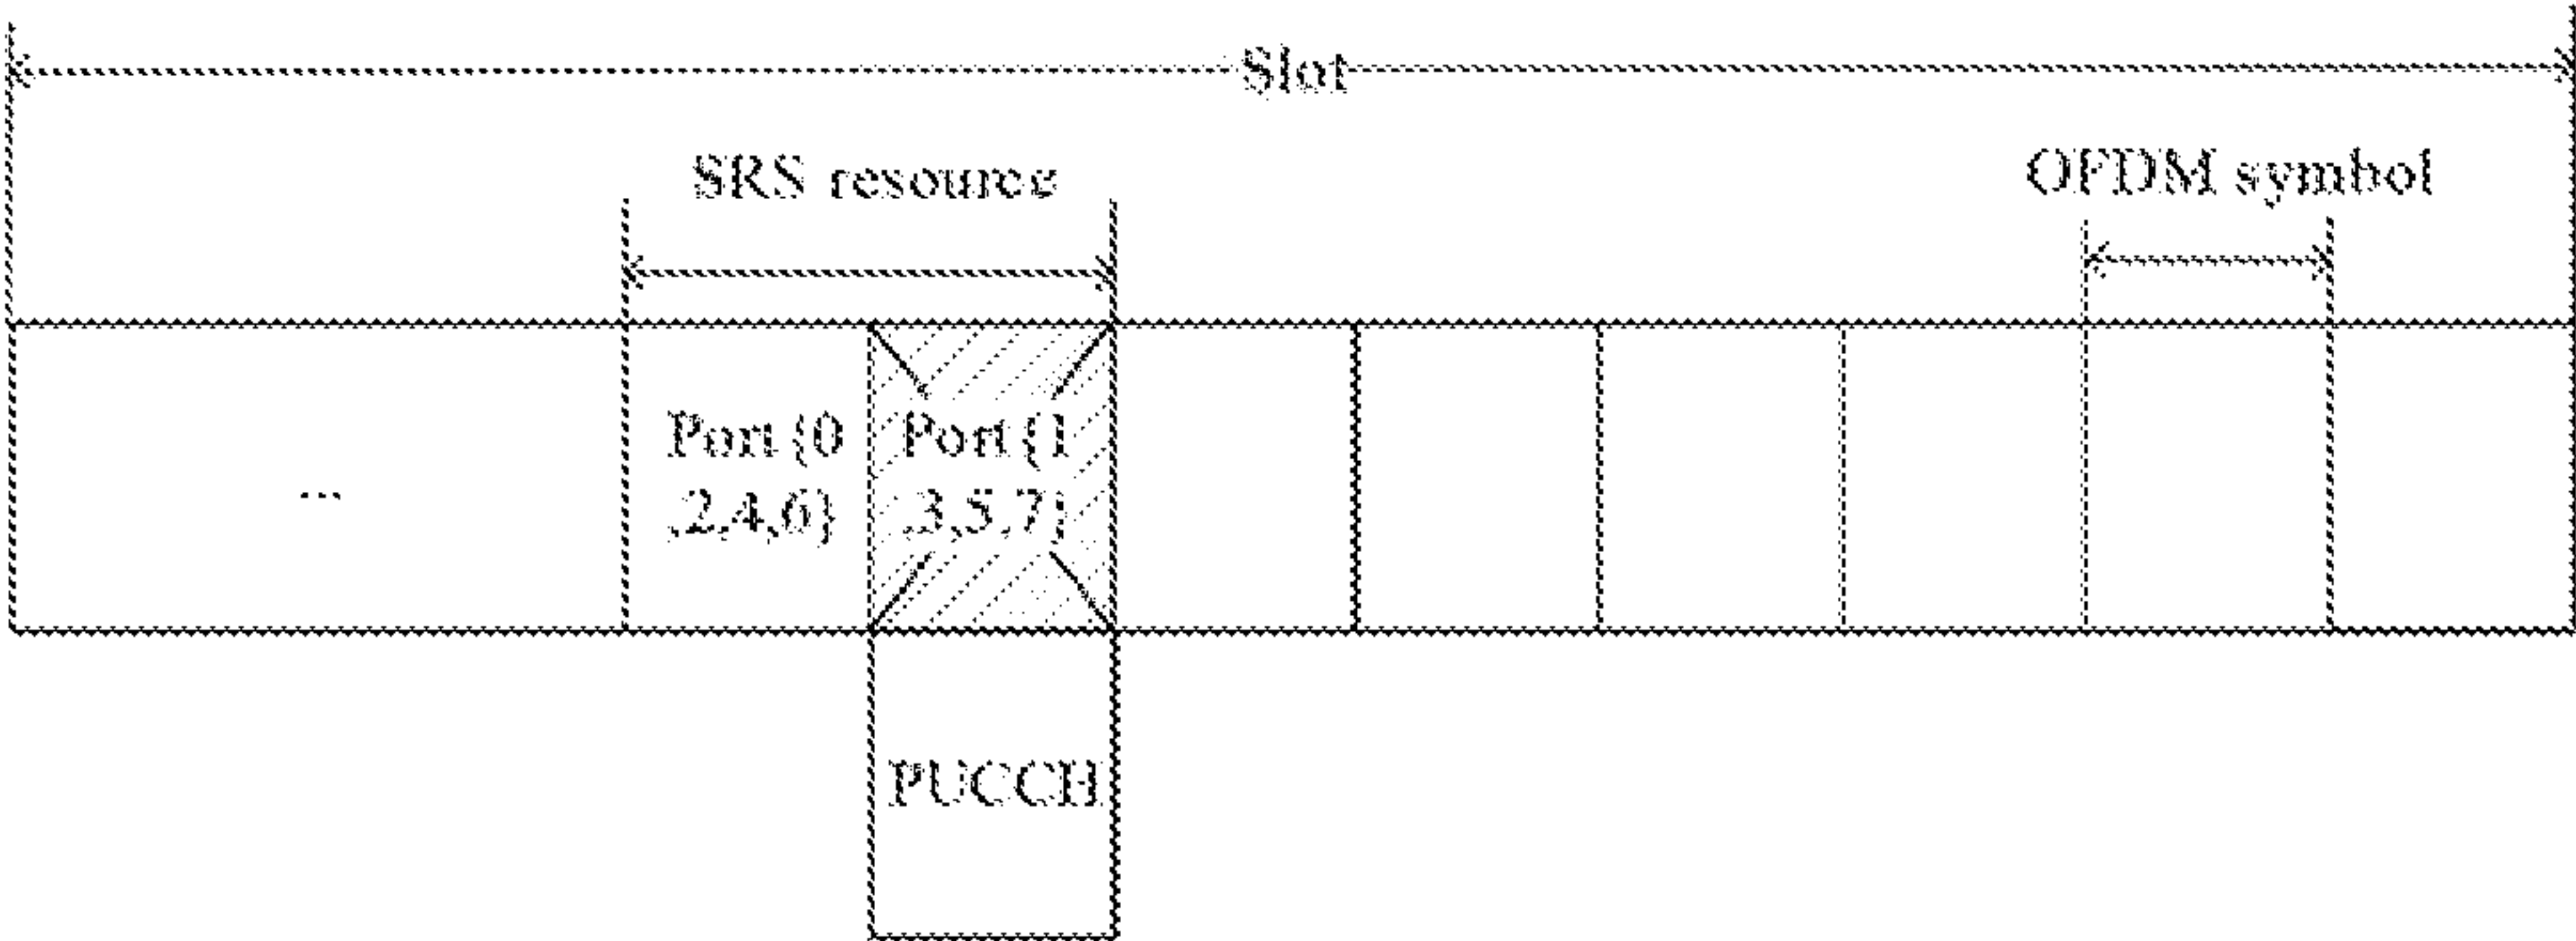 Slot
SRS resource
OFDM symbol
Port {0
,2,4,6}
Port {1
,3,5,7}
...
PUCCH